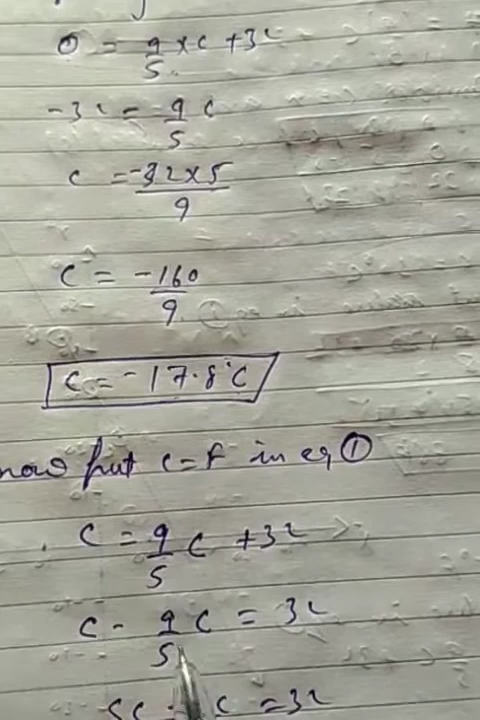 0 = 9/5 × C + 32
-32 = 9/5 C
C = -32×5/9
C = -160/9
C = -17.8°C
now put C=F in eq ①
C = 9/5 C + 32
C - 9/5 C = 32
= 32